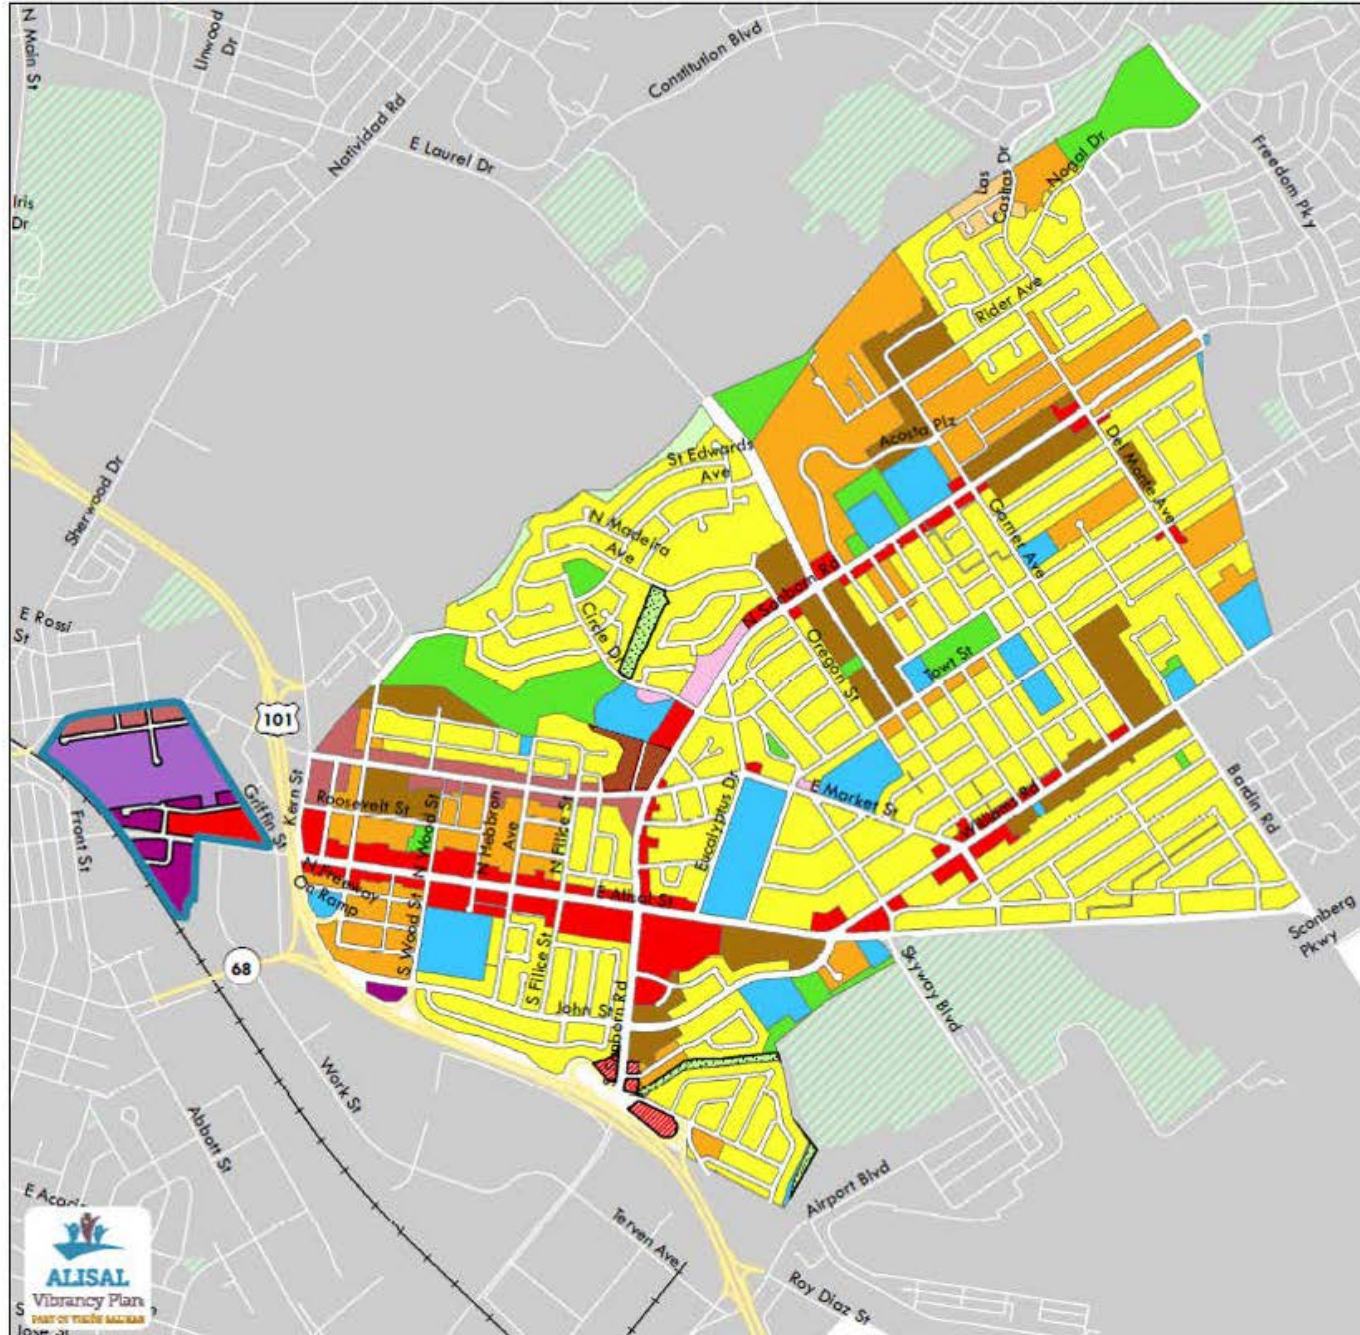 N Main St
Linwood
Dr
Constitution Blvd
Natividad Rd
E Laurel Dr
Iris
Dr
Las
Casitas Dr
Nogal Dr
Freedom Pky
Rider Ave
Sherwood Dr
St Edwards
Ave
Acosta Plz
Del Monte Ave
N Madeira
Ave
Garner Ave
N Sanborn Rd
Circle Dr
Oregon St
Towt St
E Rossi
St
101
Griffin St
Kern St
Front St
Roosevelt St
N Wood St
N Hebbron
Ave
N Filice St
Eucalyptus Dr
E Market St
Williams Rd
Bardin Rd
N Freeway
On Ramp
E Alisal St
S Wood St
S Filice St
John St
Skyway Blvd
Sconberg
Pkwy
68
Work St
Abbott St
Airport Blvd
Terven Ave
Roy Diaz St
ALISAL
Vibrancy Plan